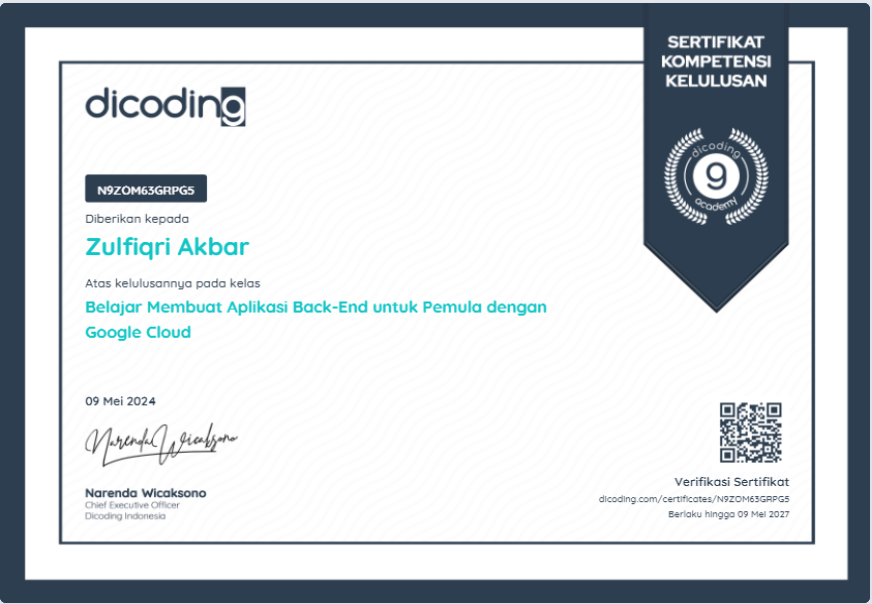 SERTIFIKAT
KOMPETENSI
KELULUSAN
dicoding
dicoding
9
academy
N9ZOM63GRPG5
Diberikan kepada
Zulfiqri Akbar
Atas kelulusannya pada kelas
Belajar Membuat Aplikasi Back-End untuk Pemula dengan
Google Cloud
09 Mei 2024
Narenda Wicaksono
Narenda Wicaksono
Chief Executive Officer
Dicoding Indonesia
Verifikasi Sertifikat
dicoding.com/certificates/N9ZOM63GRPG5
Berlaku hingga 09 Mei 2027